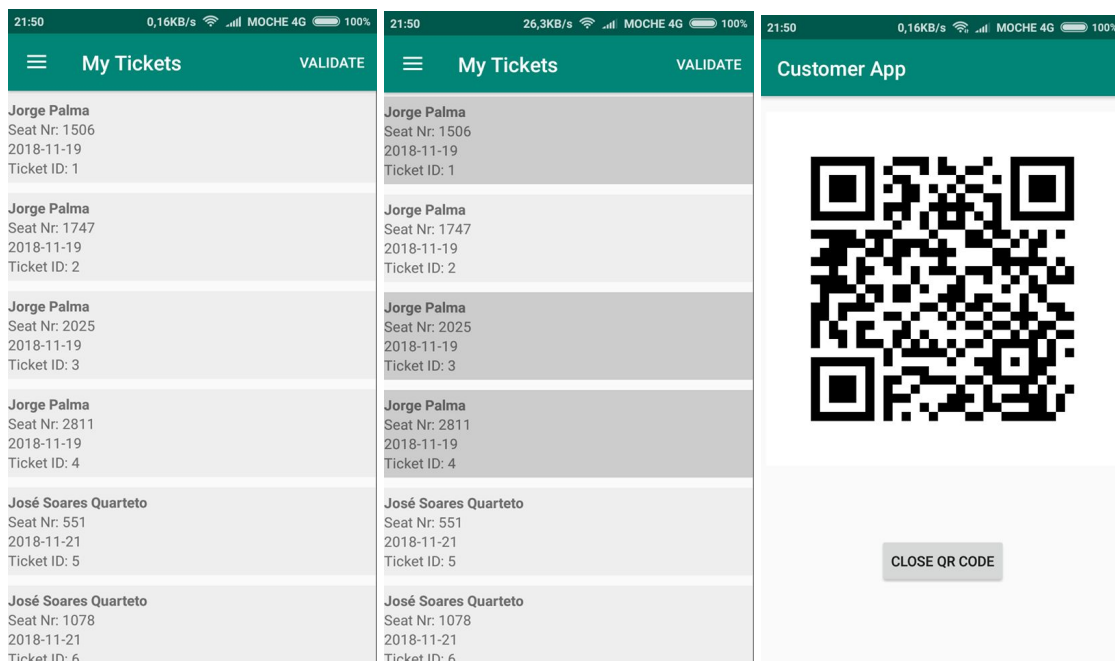 21:50 0,16KB/s MOCHE 4G 100%
My Tickets VALIDATE
Jorge Palma
Seat Nr: 1506
2018-11-19
Ticket ID: 1
Jorge Palma
Seat Nr: 1747
2018-11-19
Ticket ID: 2
Jorge Palma
Seat Nr: 2025
2018-11-19
Ticket ID: 3
Jorge Palma
Seat Nr: 2811
2018-11-19
Ticket ID: 4
José Soares Quarteto
Seat Nr: 551
2018-11-21
Ticket ID: 5
José Soares Quarteto
Seat Nr: 1078
2018-11-21
Ticket ID: 6
21:50 26,3KB/s MOCHE 4G 100%
My Tickets VALIDATE
Jorge Palma
Seat Nr: 1506
2018-11-19
Ticket ID: 1
Jorge Palma
Seat Nr: 1747
2018-11-19
Ticket ID: 2
Jorge Palma
Seat Nr: 2025
2018-11-19
Ticket ID: 3
Jorge Palma
Seat Nr: 2811
2018-11-19
Ticket ID: 4
José Soares Quarteto
Seat Nr: 551
2018-11-21
Ticket ID: 5
José Soares Quarteto
Seat Nr: 1078
2018-11-21
Ticket ID: 6
21:50 0,16KB/s MOCHE 4G 100%
Customer App
CLOSE QR CODE